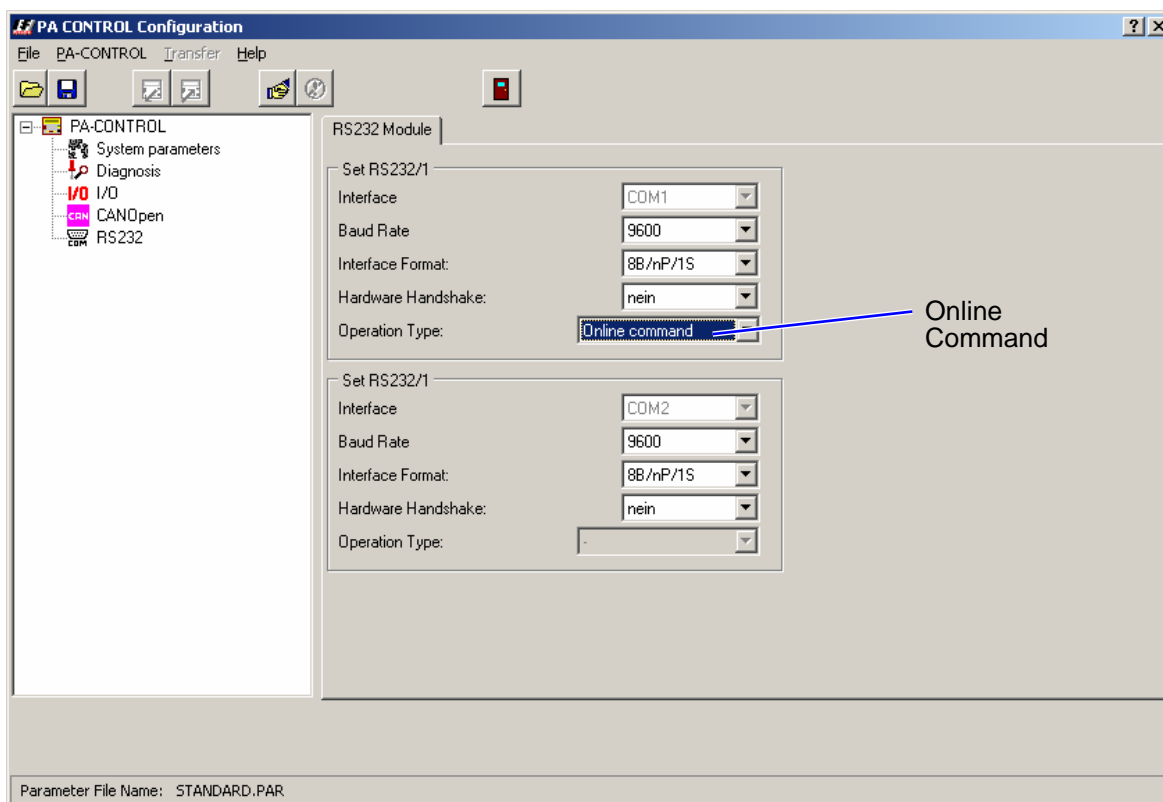 PA CONTROL Configuration
File PA-CONTROL Transfer Help
PA-CONTROL
System parameters
Diagnosis
I/O I/O
CAN CANOpen
COM RS232
RS232 Module
Set RS232/1
Interface COM1
Baud Rate 9600
Interface Format: 8B/nP/1S
Hardware Handshake: nein
Operation Type: Online command
Set RS232/1
Interface COM2
Baud Rate 9600
Interface Format: 8B/nP/1S
Hardware Handshake: nein
Operation Type: -
Online
Command
Parameter File Name: STANDARD.PAR